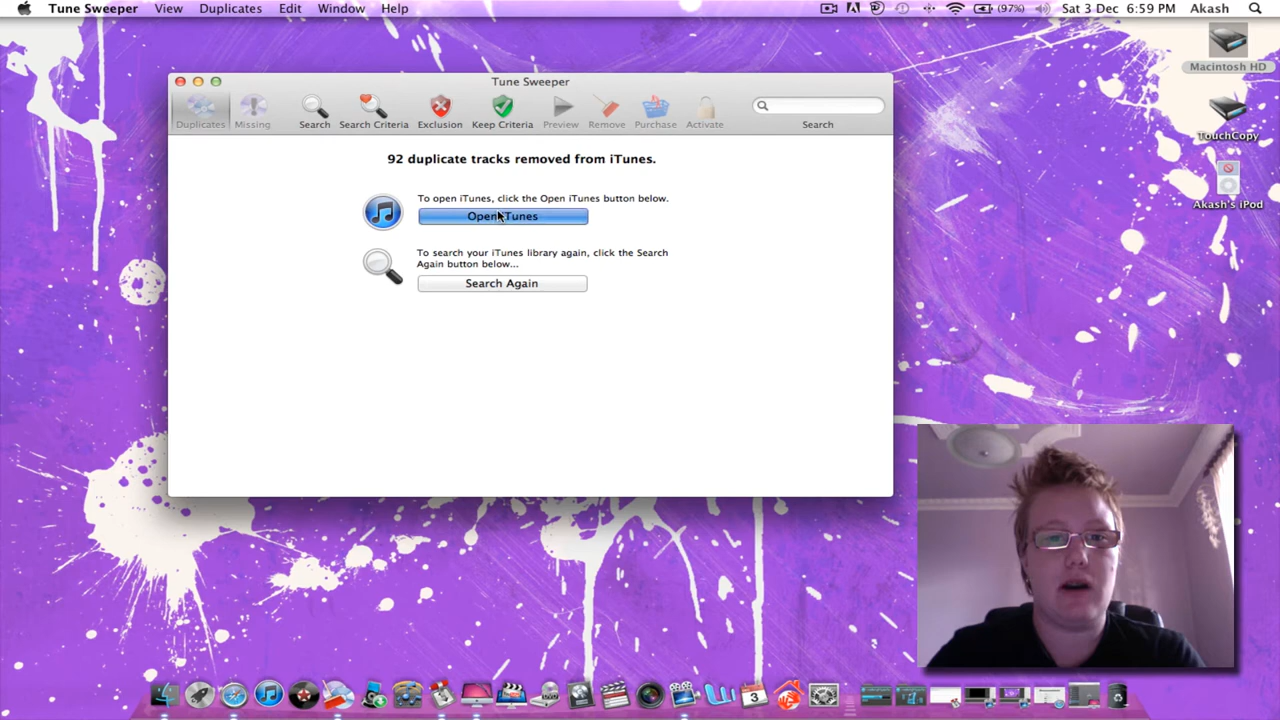 Tune Sweeper View Duplicates Edit Window Help (97%) Sat 3 Dec 6:59 PM Akash
Macintosh HD
TouchCopy
Akash's iPod
Tune Sweeper
Duplicates Missing Search Search Criteria Exclusion Keep Criteria Preview Remove Purchase Activate Search
92 duplicate tracks removed from iTunes.
To open iTunes, click the Open iTunes button below.
Open iTunes
To search your iTunes library again, click the Search
Again button below...
Search Again
3